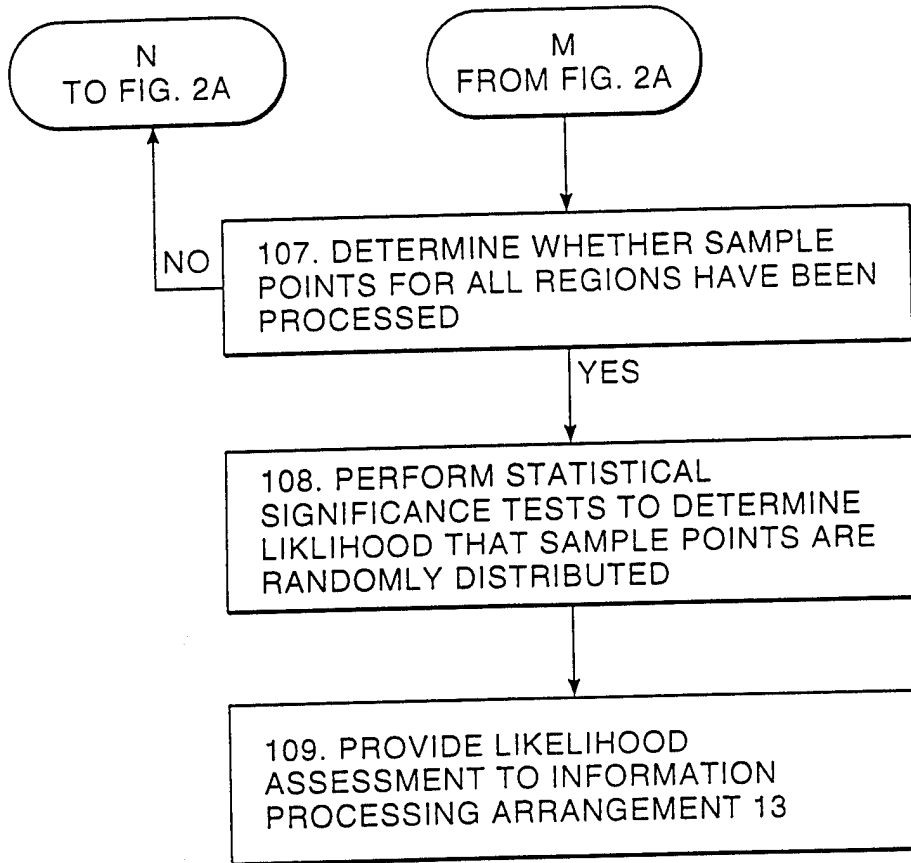 N
TO FIG. 2A
M
FROM FIG. 2A
107. DETERMINE WHETHER SAMPLE
POINTS FOR ALL REGIONS HAVE BEEN
PROCESSED
NO
YES
108. PERFORM STATISTICAL
SIGNIFICANCE TESTS TO DETERMINE
LIKLIHOOD THAT SAMPLE POINTS ARE
RANDOMLY DISTRIBUTED
109. PROVIDE LIKELIHOOD
ASSESSMENT TO INFORMATION
PROCESSING ARRANGEMENT 13